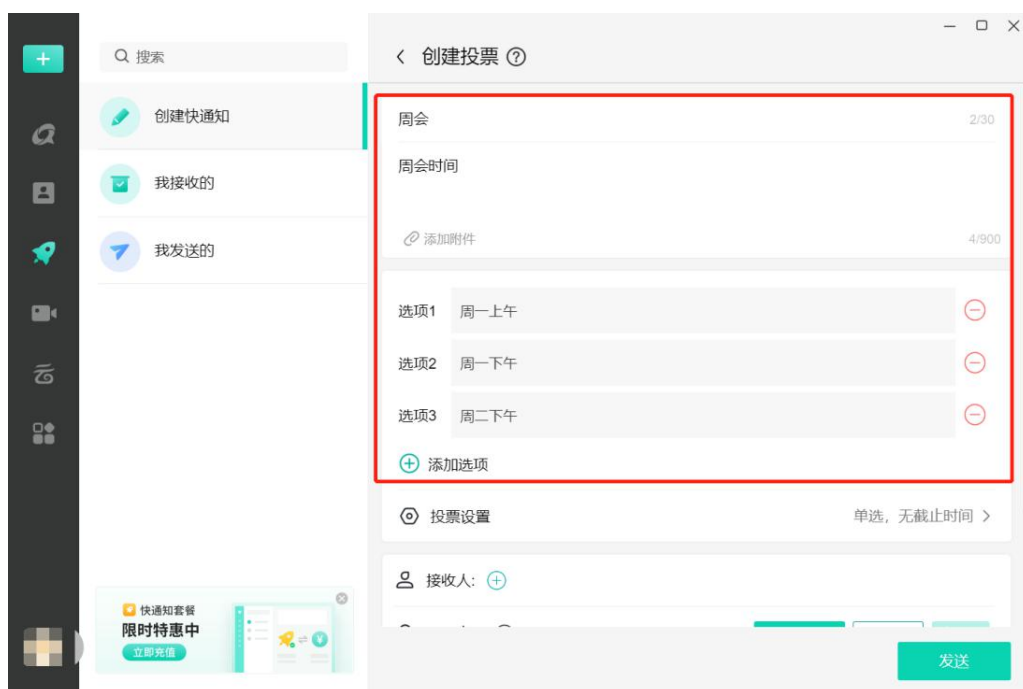 搜索
创建快通知
我接收的
我发送的
快通知套餐
限时特惠中
立即充值
创建投票
周会
2/30
周会时间
添加附件
4/900
选项1 周一上午
选项2 周一下午
选项3 周二下午
添加选项
投票设置 单选，无截止时间
接收人:
发送